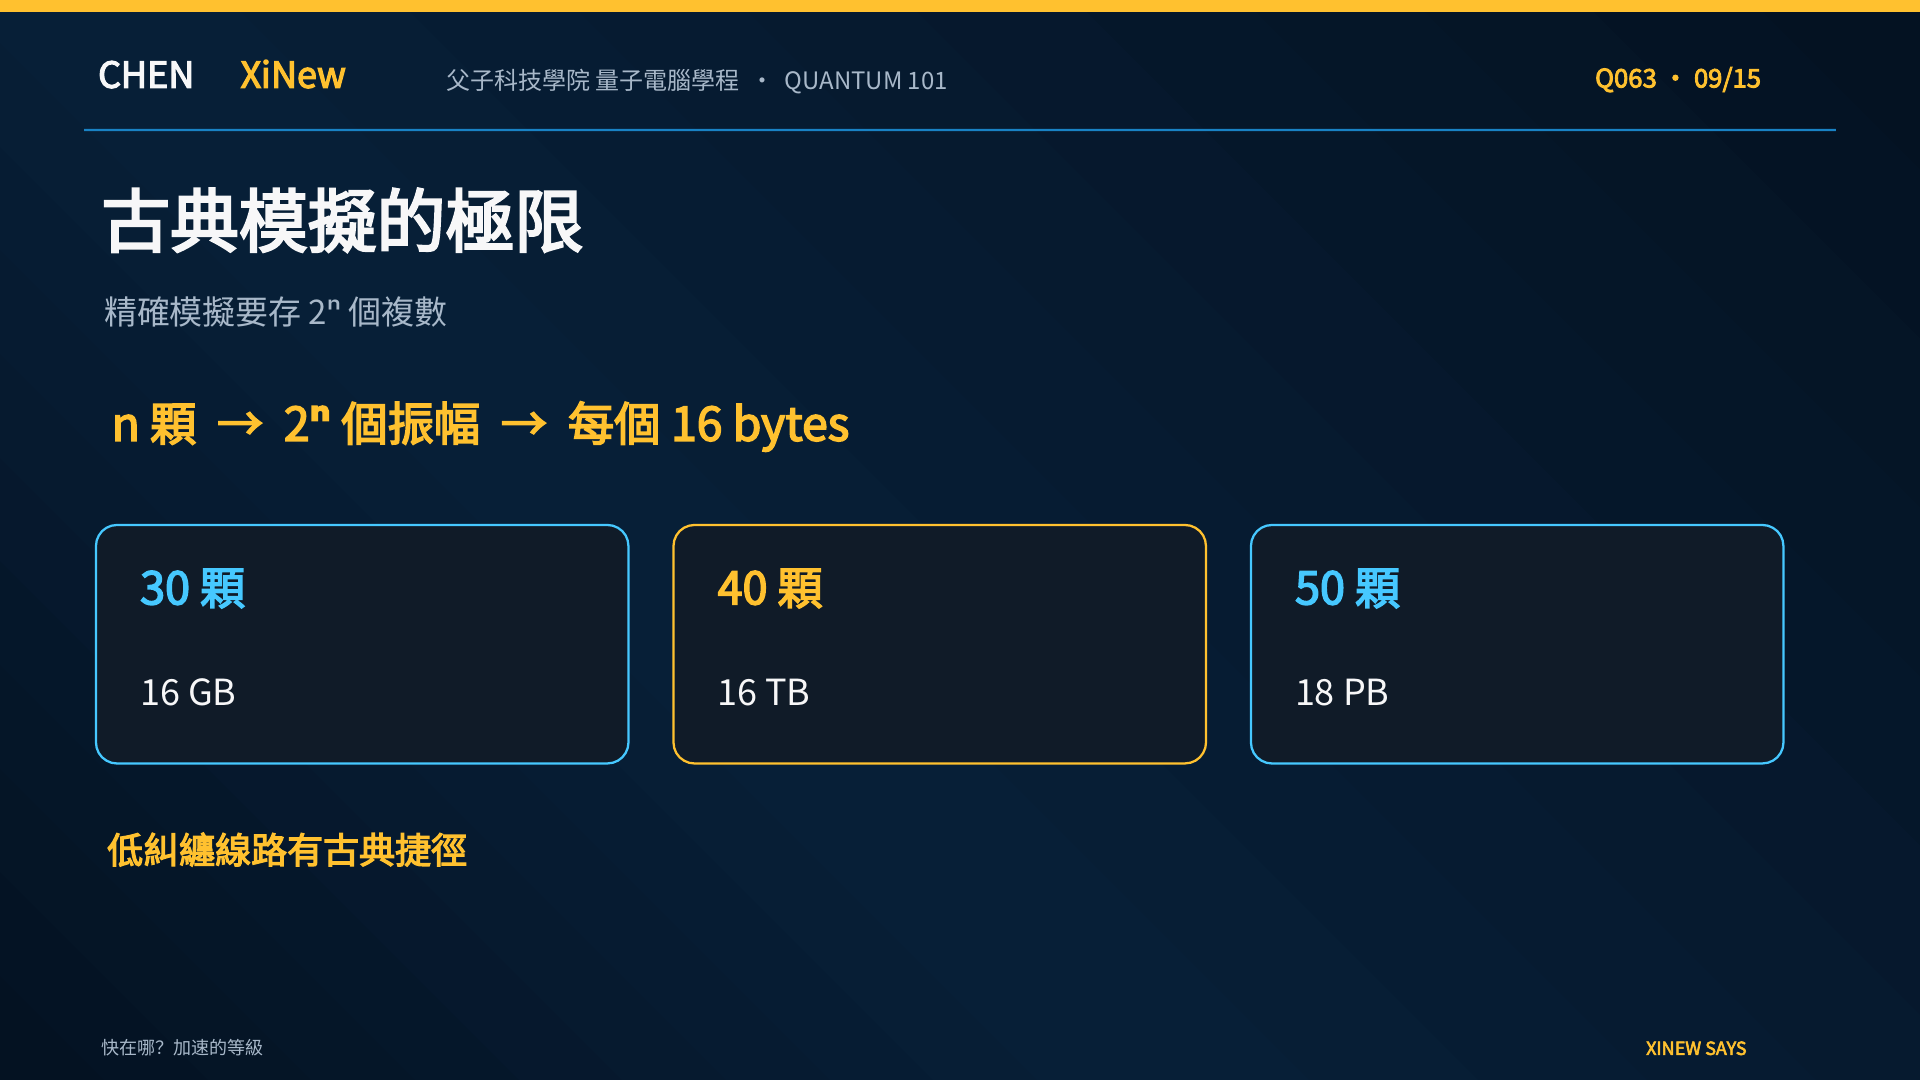 CHEN XiNew 父子科技學院 量子電腦學程 · QUANTUM 101 Q063 · 09/15
古典模擬的極限
精確模擬要存 2ⁿ 個複數
n 顆 → 2ⁿ 個振幅 → 每個 16 bytes
30 顆
16 GB
40 顆
16 TB
50 顆
18 PB
低糾纏線路有古典捷徑
快在哪？加速的等級
XINEW SAYS